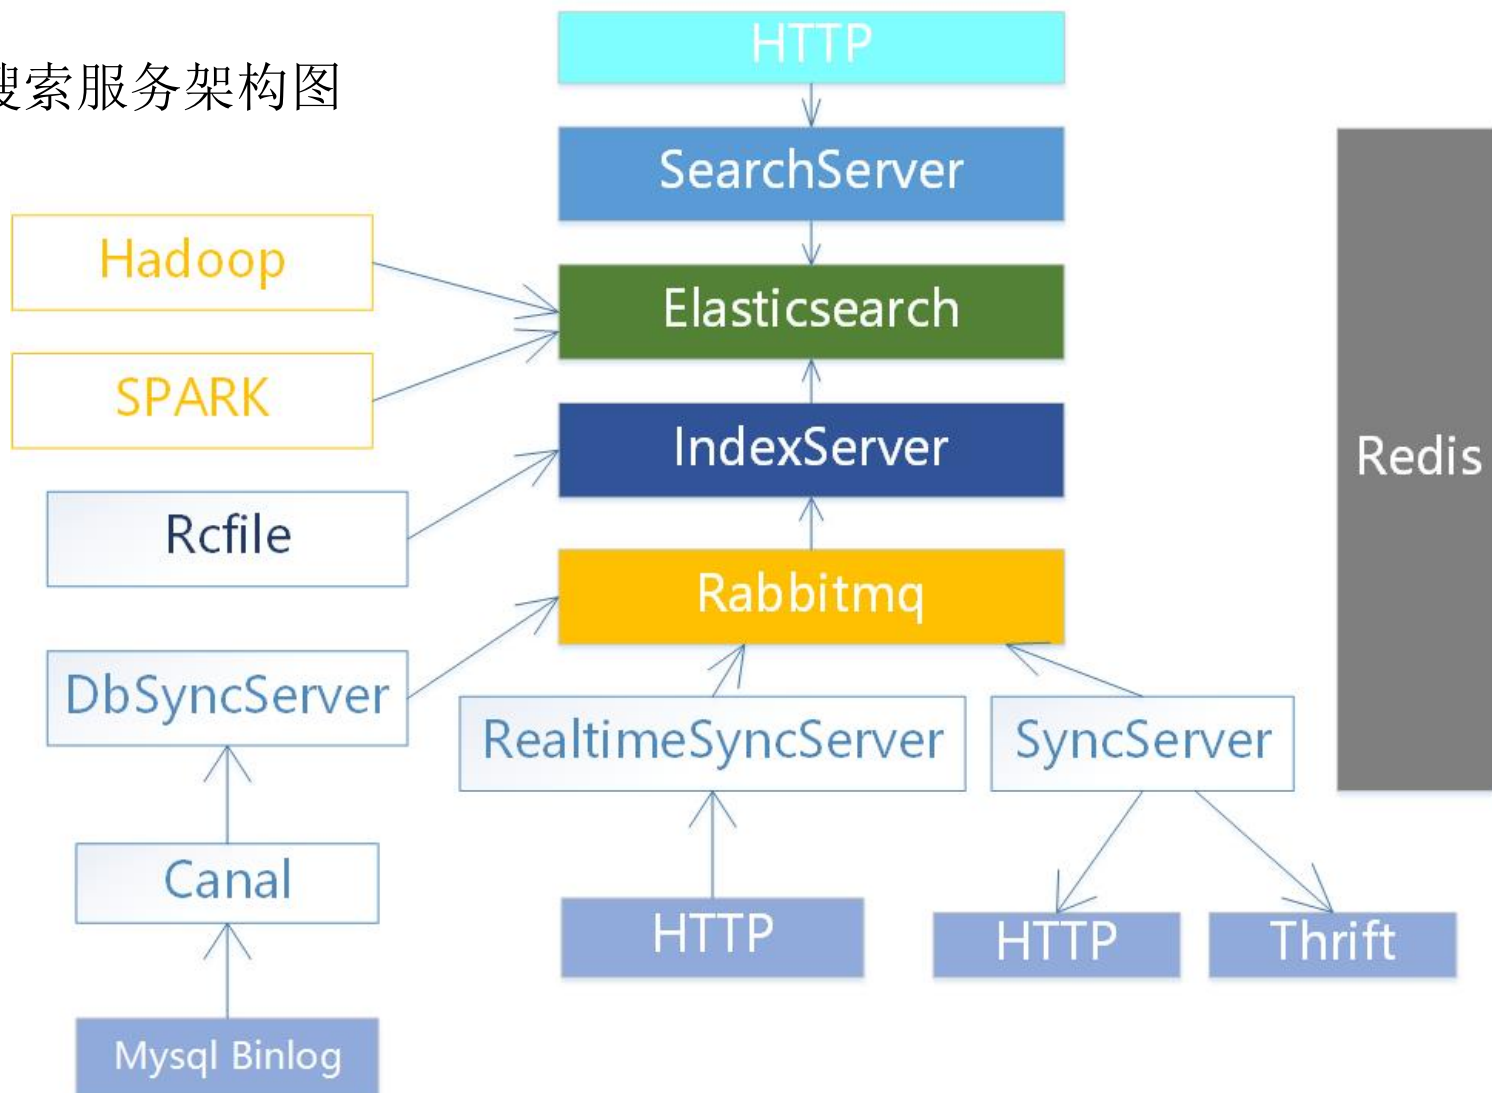 HTTP
搜索服务架构图
SearchServer
Hadoop
Elasticsearch
SPARK
IndexServer
Redis
Rcfile
Rabbitmq
DbSyncServer
RealtimeSyncServer
SyncServer
Canal
HTTP
HTTP
Thrift
Mysql Binlog